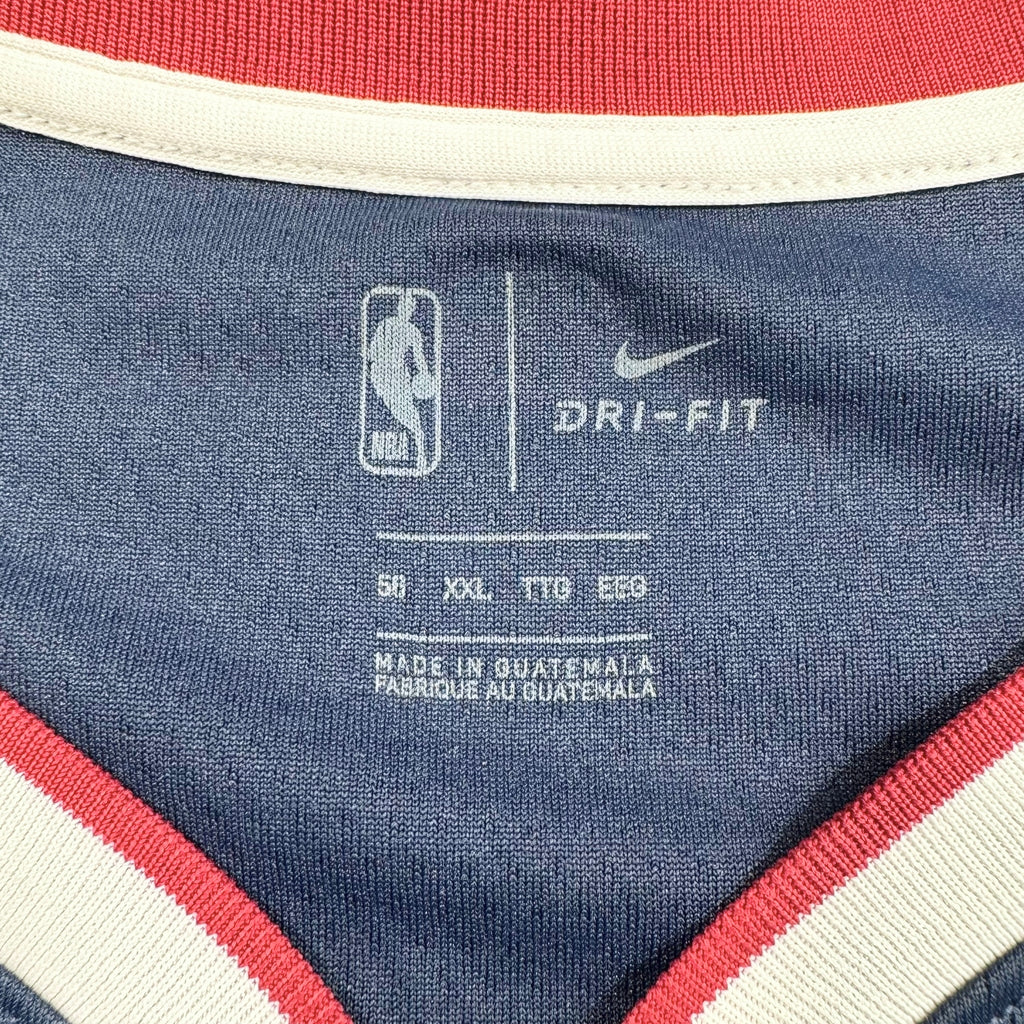 NBA
DRI-FIT
56 XXL TTG EEG
MADE IN GUATEMALA
FABRIQUE AU GUATEMALA